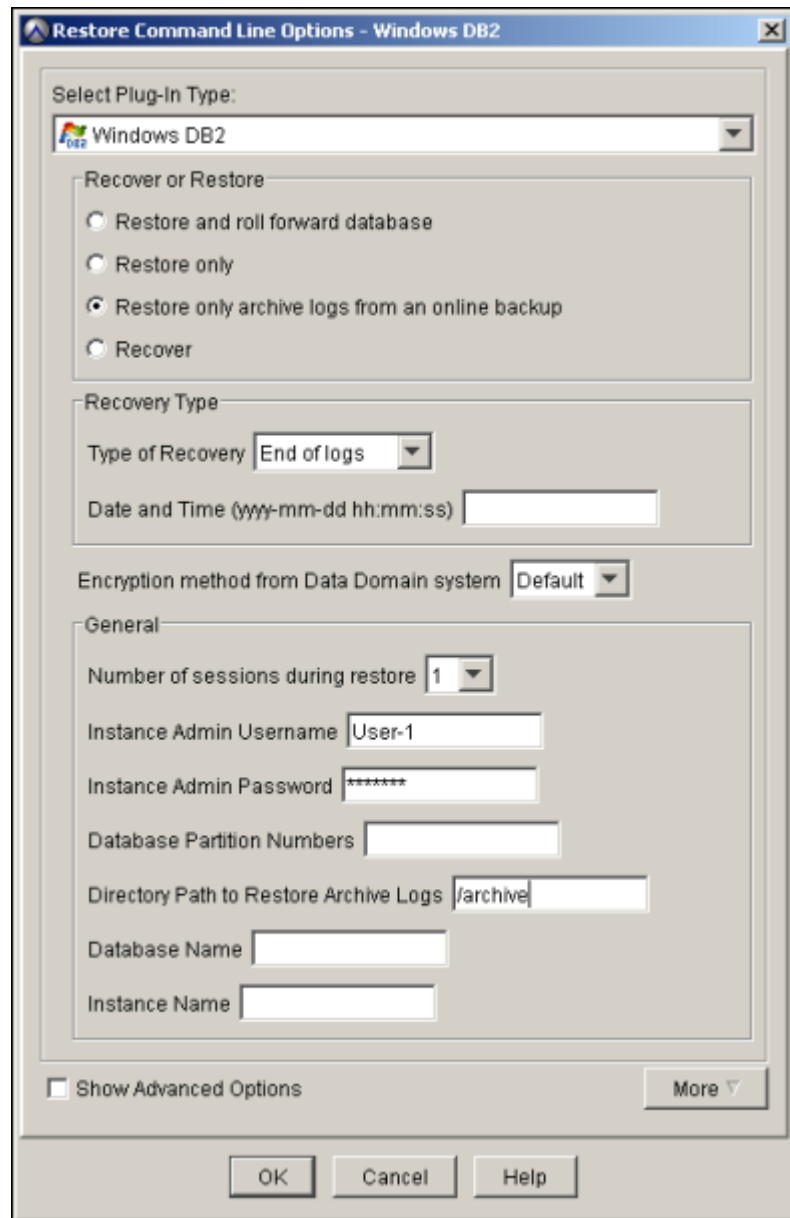 Restore Command Line Options - Windows DB2
Select Plug-In Type:
DB2 Windows DB2
Recover or Restore
Restore and roll forward database
Restore only
Restore only archive logs from an online backup
Recover
Recovery Type
Type of Recovery End of logs
Date and Time (yyyy-mm-dd hh:mm:ss)
Encryption method from Data Domain system Default
General
Number of sessions during restore 1
Instance Admin Username User-1
Instance Admin Password *******
Database Partition Numbers
Directory Path to Restore Archive Logs /archive
Database Name
Instance Name
Show Advanced Options More
OK Cancel Help